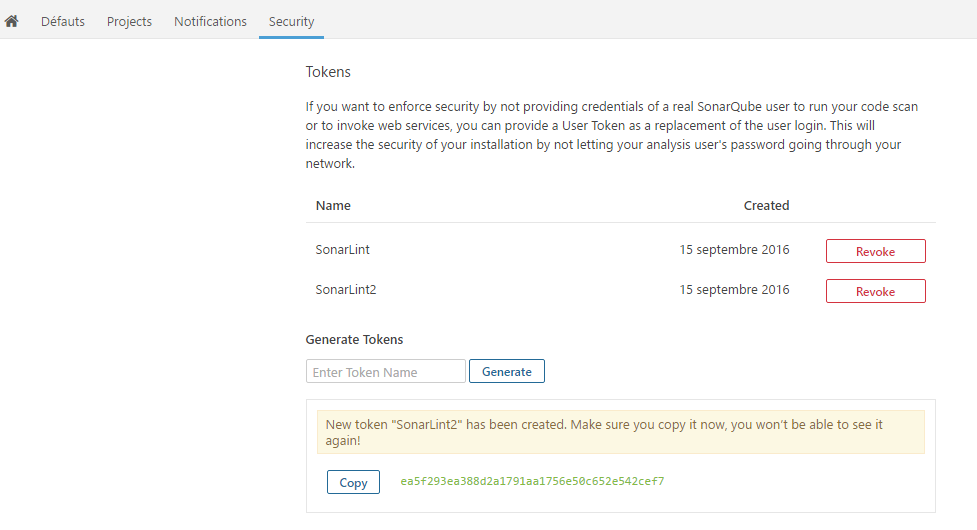 Défauts Projects Notifications Security
Tokens
If you want to enforce security by not providing credentials of a real SonarQube user to run your code scan
or to invoke web services, you can provide a User Token as a replacement of the user login. This will
increase the security of your installation by not letting your analysis user's password going through your
network.
Name Created
SonarLint 15 septembre 2016 Revoke
SonarLint2 15 septembre 2016 Revoke
Generate Tokens
Enter Token Name Generate
New token "SonarLint2" has been created. Make sure you copy it now, you won't be able to see it
again!
Copy ea5f293ea388d2a1791aa1756e50c652e542cef7